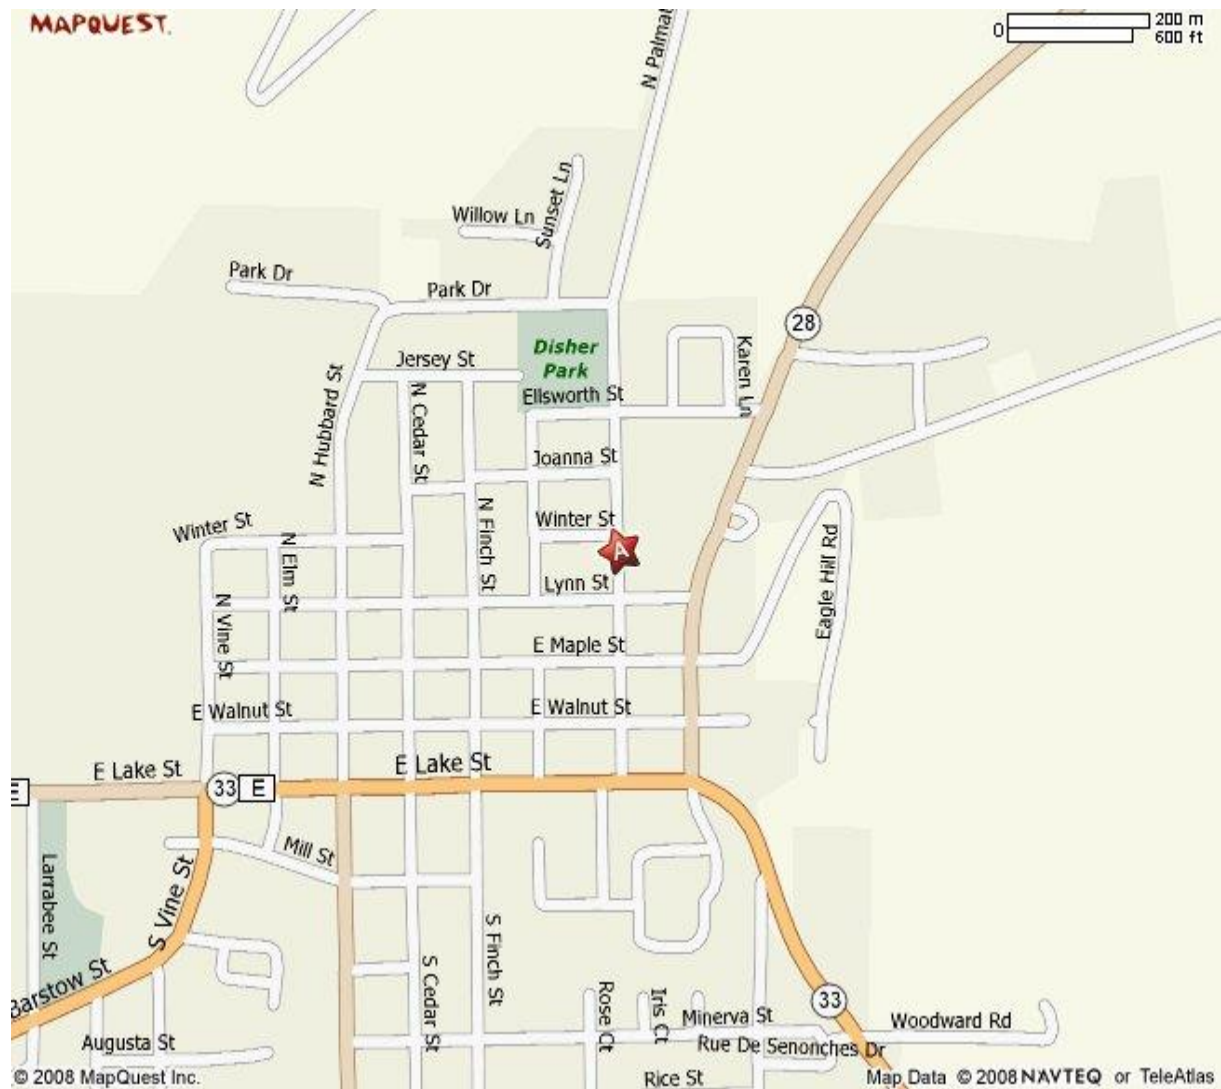 MAPQUEST.
0
200 m
600 ft
N Palmat
Sunset Ln
Willow Ln
Park Dr
Park Dr
28
Disher
Park
Karen Ln
Jersey St
N Hubbard St
N Cedar St
Ellsworth St
Joanna St
N Finch St
Winter St
Winter St
A
N Elm St
Eagle Hill Rd
Lynn St
N Vine St
E Maple St
E Walnut St
E Walnut St
E Lake St
E Lake St
33
E
E
Mill St
Larrabee St
S Vine St
S Finch St
S Cedar St
Barstow St
Rose Ct
Iris Ct
33
Minerva St
Woodward Rd
Augusta St
Rue De Senonches Dr
Rice St
© 2008 MapQuest Inc.
Map Data © 2008 NAVTEQ or TeleAtlas